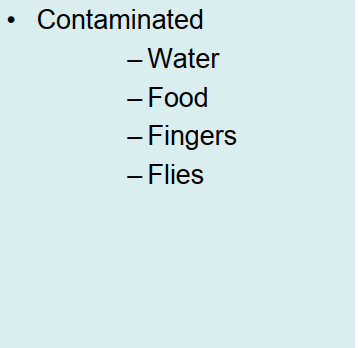 • Contaminated
– Water
– Food
– Fingers
– Flies